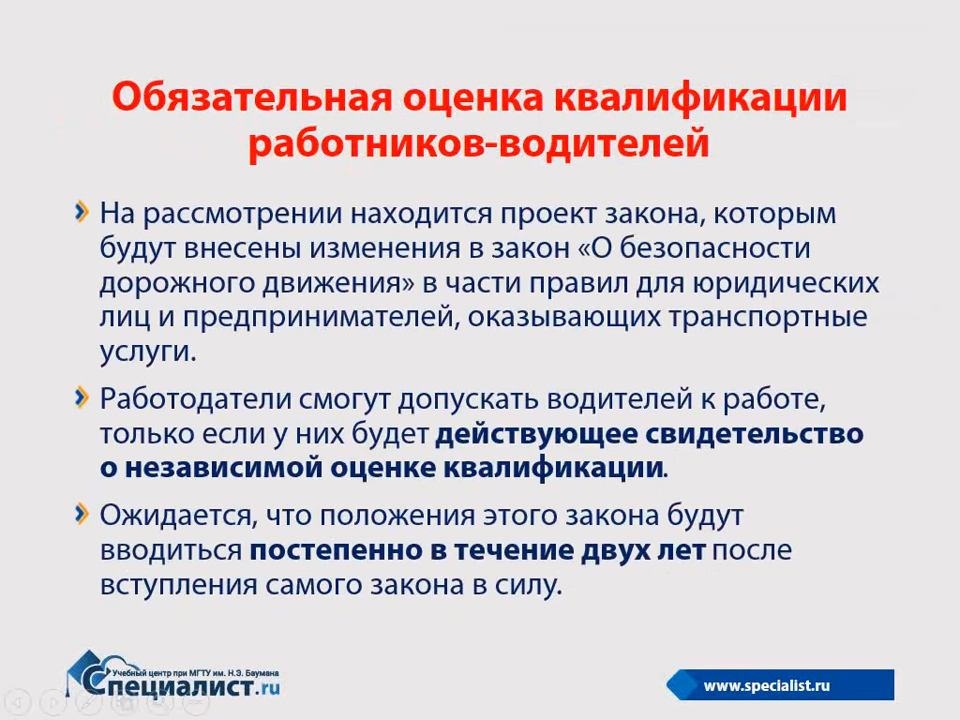 Обязательная оценка квалификации
работников-водителей
На рассмотрении находится проект закона, которым
будут внесены изменения в закон «О безопасности
дорожного движения» в части правил для юридических
лиц и предпринимателей, оказывающих транспортные
услуги.
Работодатели смогут допускать водителей к работе,
только если у них будет действующее свидетельство
о независимой оценке квалификации.
Ожидается, что положения этого закона будут
вводиться постепенно в течение двух лет после
вступления самого закона в силу.
Учебный центр при МГТУ им. Н.Э. Баумана
Специалист.ru
www.specialist.ru